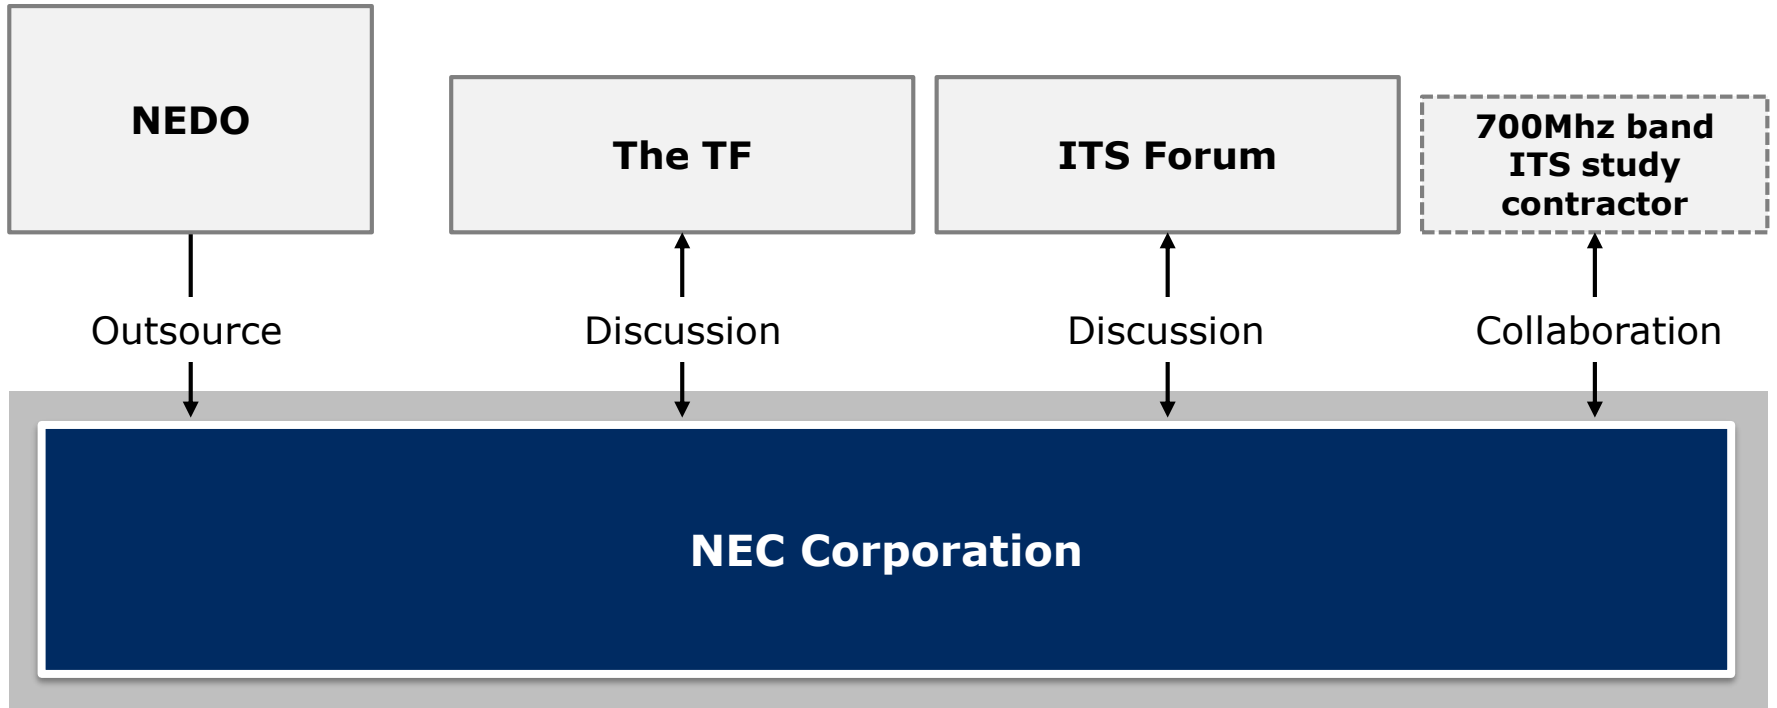 NEDO
The TF
ITS Forum
700Mhz band
ITS study
contractor
Outsource
Discussion
Discussion
Collaboration
NEC Corporation